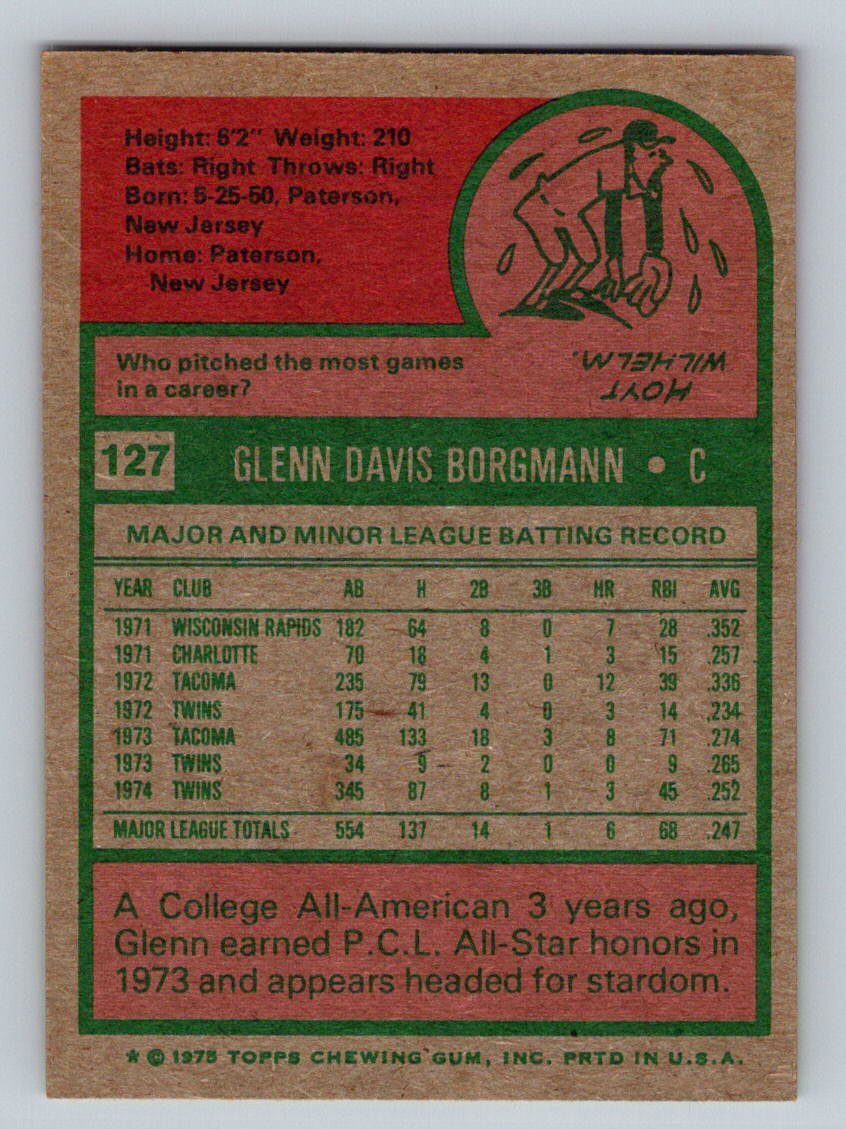 Height: 6'2" Weight: 210
Bats: Right Throws: Right
Born: 5-25-50, Paterson,
New Jersey
Home: Paterson,
New Jersey
Who pitched the most games
in a career?
HOYT
WILHELM.
127 GLENN DAVIS BORGMANN • C
MAJOR AND MINOR LEAGUE BATTING RECORD
YEAR CLUB AB H 2B 3B HR RBI AVG
1971 WISCONSIN RAPIDS 182 64 8 0 7 28 .352
1971 CHARLOTTE 70 18 4 1 3 15 .257
1972 TACOMA 235 79 13 0 12 39 .336
1972 TWINS 175 41 4 0 3 14 .234
1973 TACOMA 485 133 18 3 8 71 .274
1973 TWINS 34 9 2 0 0 9 .265
1974 TWINS 345 87 8 1 3 45 .252
MAJOR LEAGUE TOTALS 554 137 14 1 6 68 .247
A College All-American 3 years ago,
Glenn earned P.C.L. All-Star honors in
1973 and appears headed for stardom.
* © 1975 TOPPS CHEWING GUM, INC. PRTD IN U.S.A.